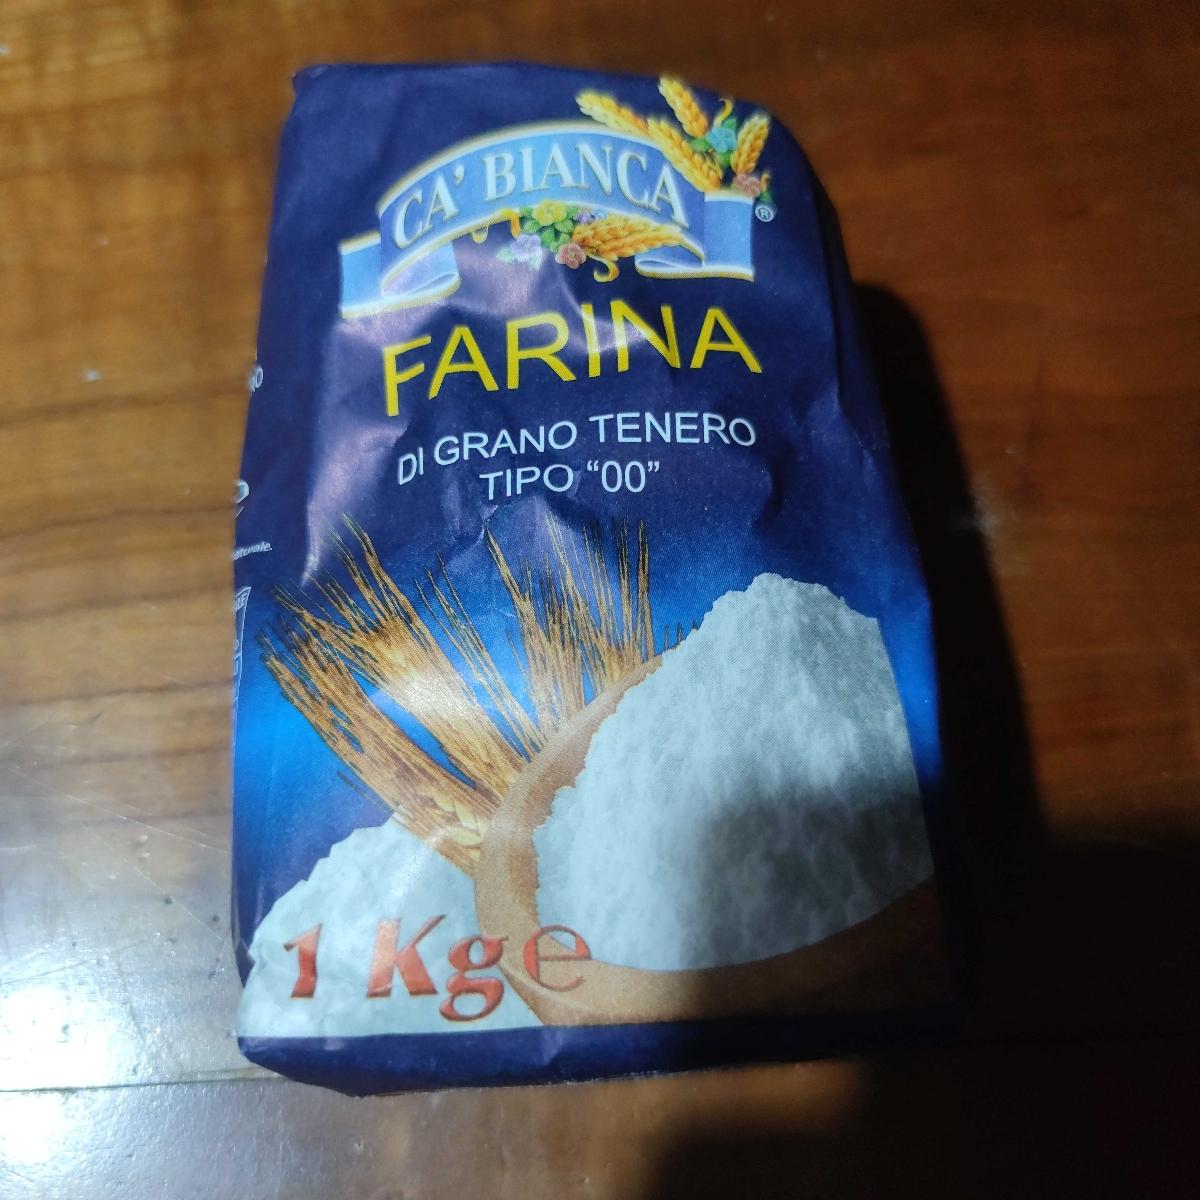 CA' BIANCA
®
FARINA
DI GRANO TENERO
TIPO “00”
1 Kg e